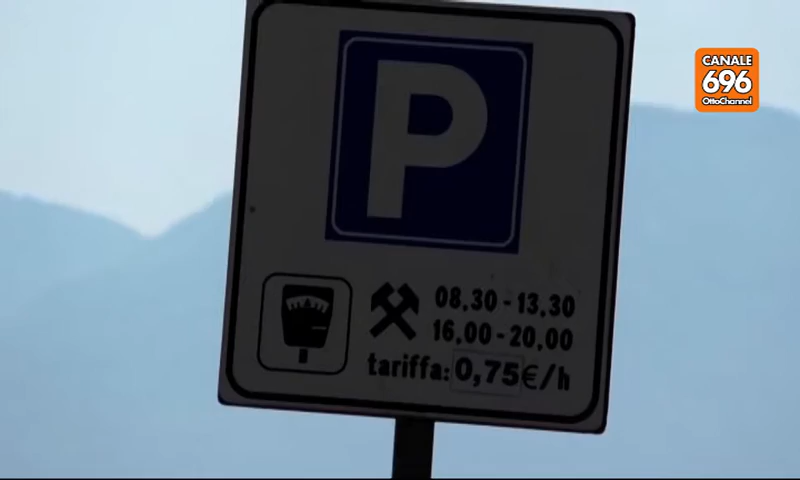 CANALE
696
OttoChannel
P
08,30-13,30
16,00-20,00
tariffa: 0,75€/h